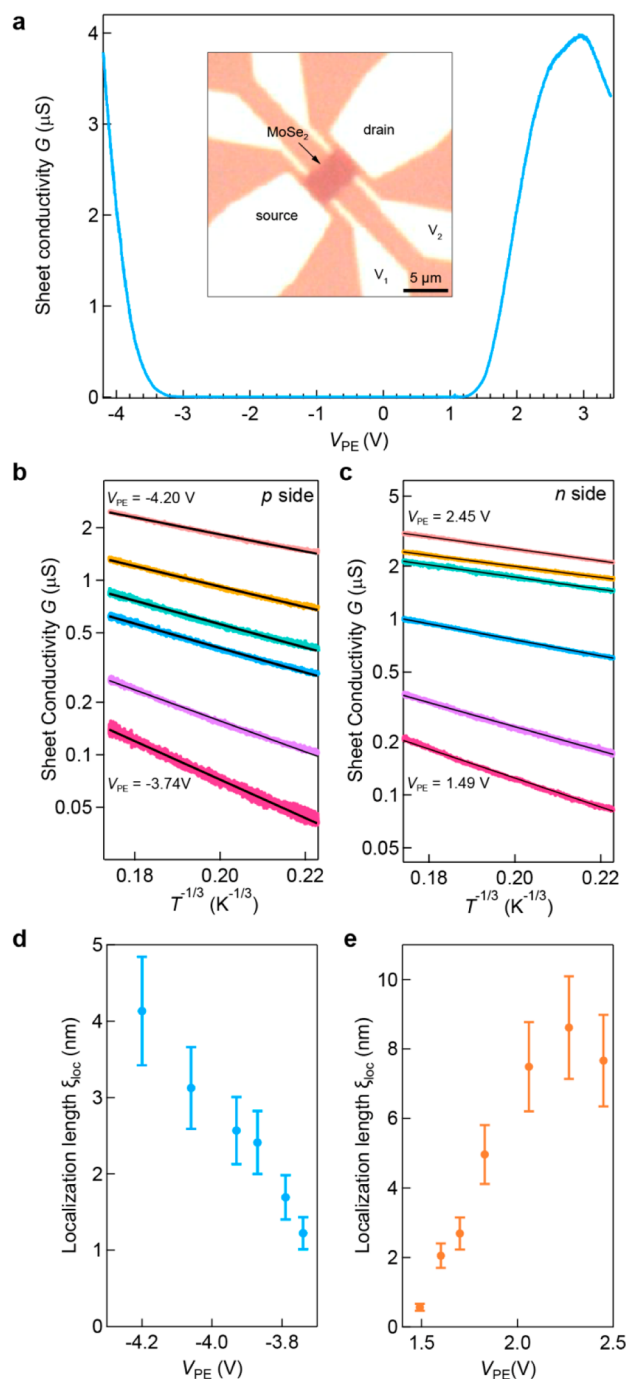 a
Sheet conductivity G (µS)
4
3
2
1
0
MoSe2
drain
source
V2
V1
5 µm
-4 -3 -2 -1 0 1 2 3
VPE (V)
b
Sheet Conductivity G (µS)
VPE = -4.20 V
p side
2
1
0.5
0.2
0.1
0.05
VPE = -3.74V
0.18 0.20 0.22
T-1/3 (K-1/3)
c
Sheet Conductivity G (µS)
n side
VPE = 2.45 V
5
2
1
0.5
0.2
0.1
0.05
VPE = 1.49 V
0.18 0.20 0.22
T-1/3 (K-1/3)
d
Localization length ξloc (nm)
5
4
3
2
1
0
-4.2 -4.0 -3.8
VPE (V)
e
Localization length ξloc (nm)
10
8
6
4
2
0
1.5 2.0 2.5
VPE(V)